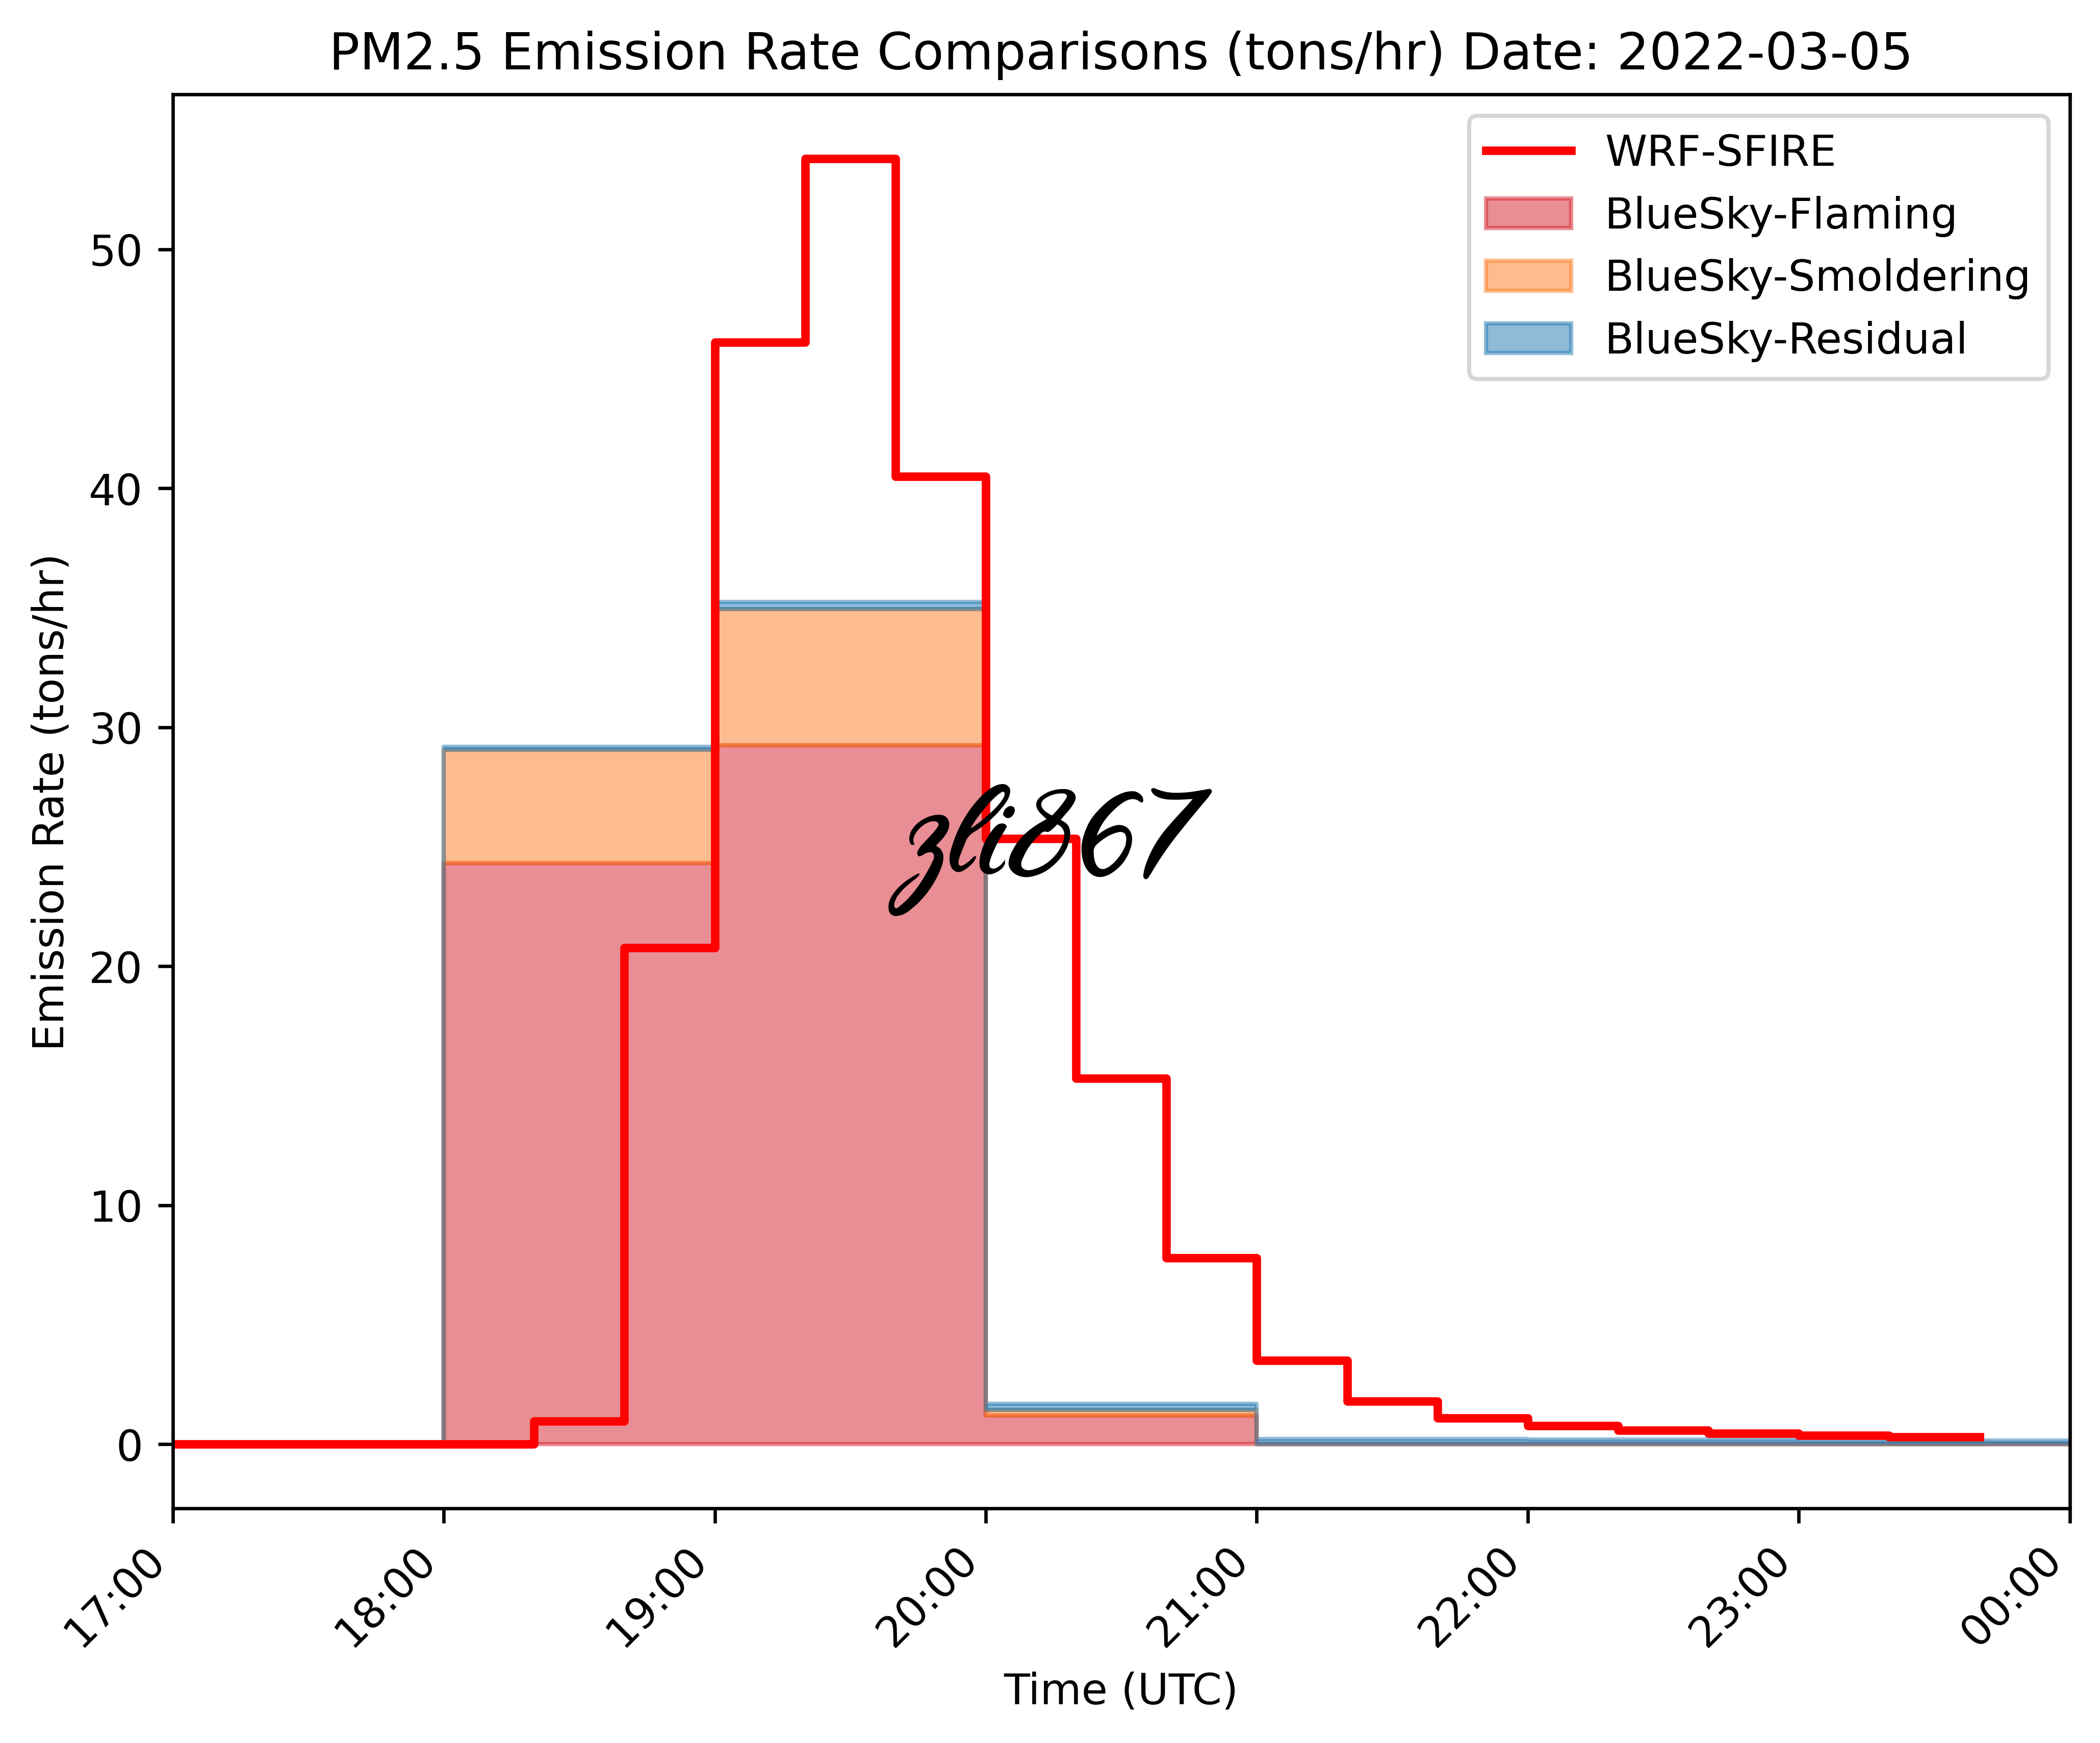 PM2.5 Emission Rate Comparisons (tons/hr) Date: 2022-03-05
WRF-SFIRE
BlueSky-Flaming
BlueSky-Smoldering
BlueSky-Residual
Emission Rate (tons/hr)
50
40
30
20
10
0
zli867
17:00
18:00
19:00
20:00
21:00
22:00
23:00
00:00
Time (UTC)